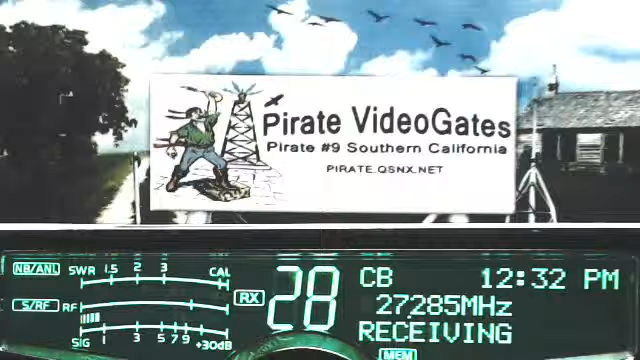 Pirate VideoGates
Pirate #9 Southern California
PIRATE.QSNX.NET
NB/ANL SWR 1.5 2 3 CAL
S/RF RF
SIG 1 3 5 7 9 +30dB
RX 28
CB 12:32 PM
27285MHz
RECEIVING
MEM